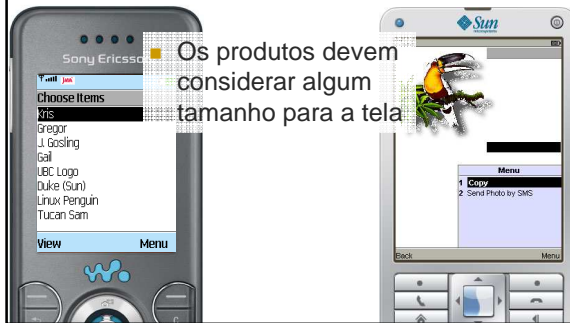 Sony Ericsson
Os produtos devem
considerar algum
tamanho para a tela
Choose Items
Kris
Gregor
J. Gosling
Gail
UBC Logo
Duke (Sun)
Linux Penguin
Tucan Sam
View Menu
Sun
Menu
1 Copy
2 Send Photo by SMS
Back Menu